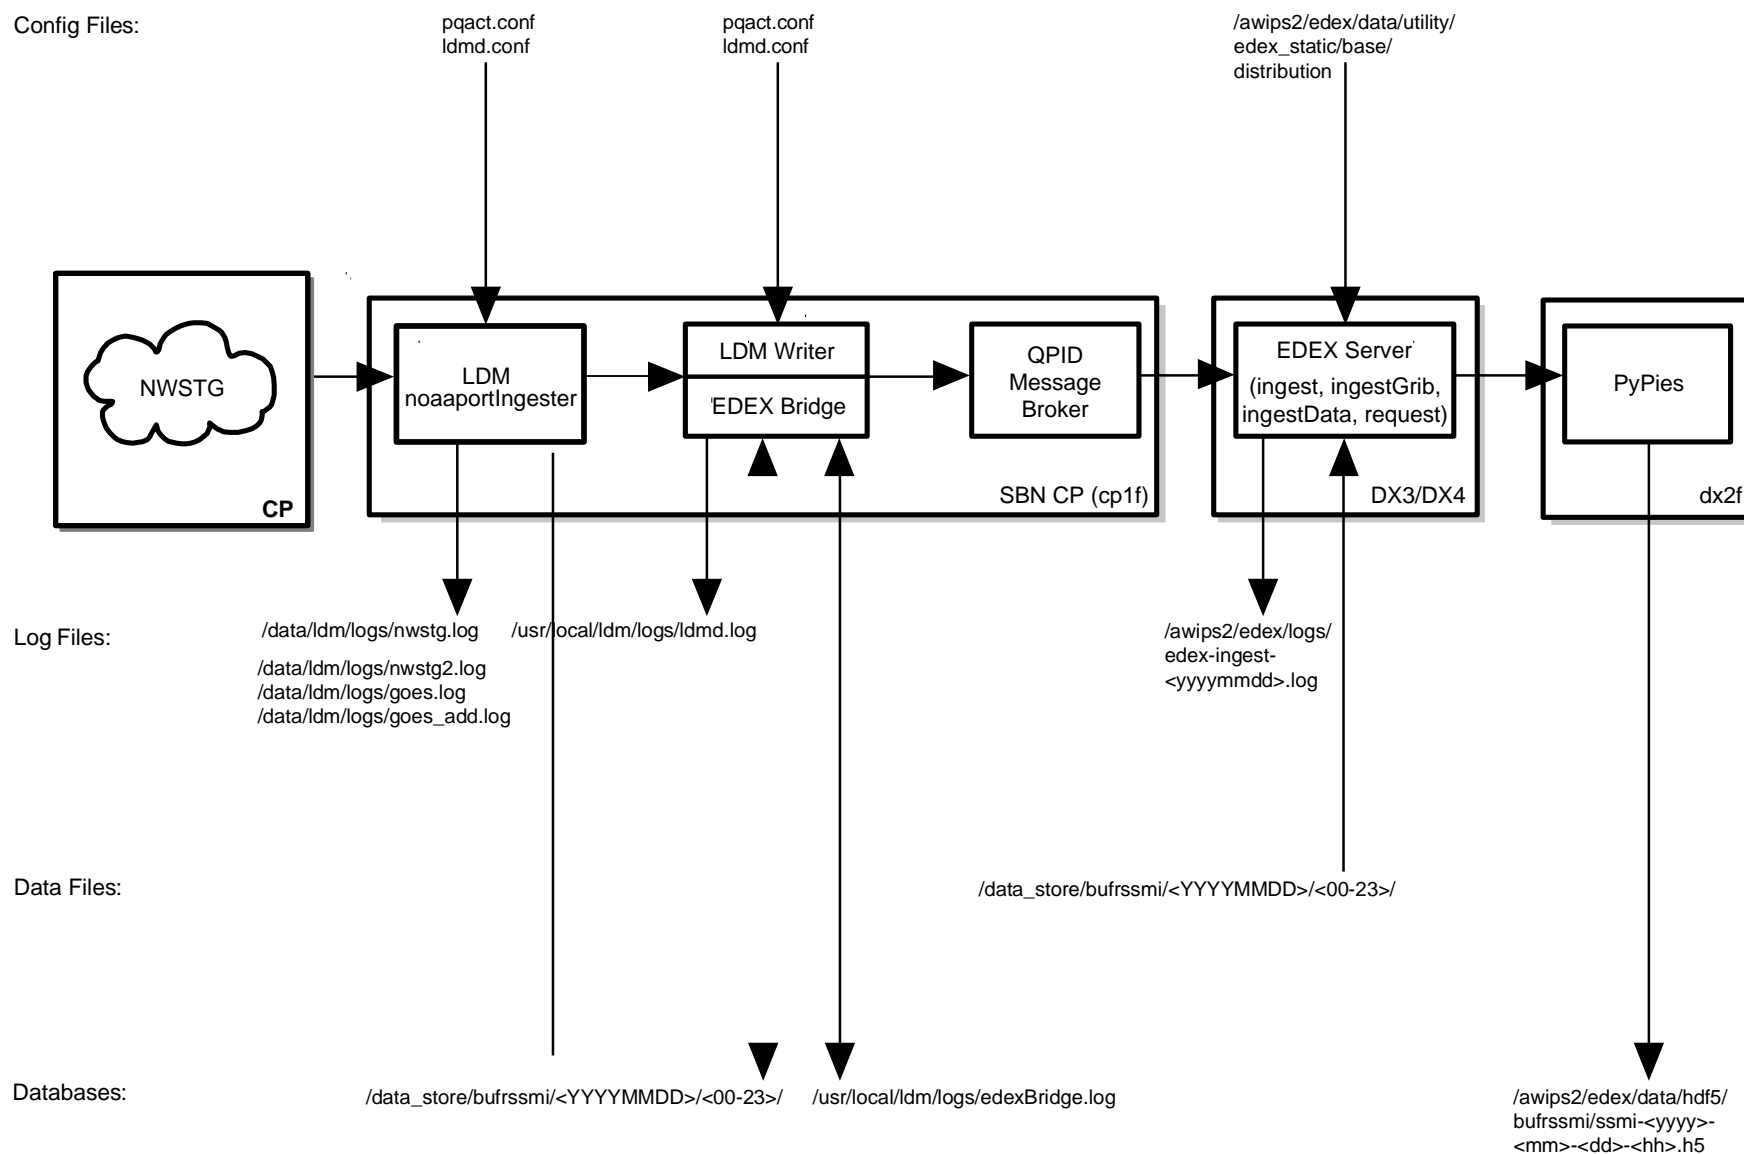 Config Files:
pqact.conf
ldmd.conf
pqact.conf
ldmd.conf
/awips2/edex/data/utility/
edex_static/base/
distribution
NWSTG
CP
LDM
noaaportIngester
LDM Writer
EDEX Bridge
QPID
Message
Broker
SBN CP (cp1f)
EDEX Server
(ingest, ingestGrib,
ingestData, request)
DX3/DX4
PyPies
dx2f
Log Files:
/data/ldm/logs/nwstg.log
/data/ldm/logs/nwstg2.log
/data/ldm/logs/goes.log
/data/ldm/logs/goes_add.log
/usr/local/ldm/logs/ldmd.log
/awips2/edex/logs/
edex-ingest-
<yyyymmdd>.log
Data Files:
/data_store/bufrssmi/<YYYYMMDD>/<00-23>/
Databases:
/data_store/bufrssmi/<YYYYMMDD>/<00-23>/
/usr/local/ldm/logs/edexBridge.log
/awips2/edex/data/hdf5/
bufrssmi/ssmi-<yyyy>-
<mm>-<dd>-<hh>.h5